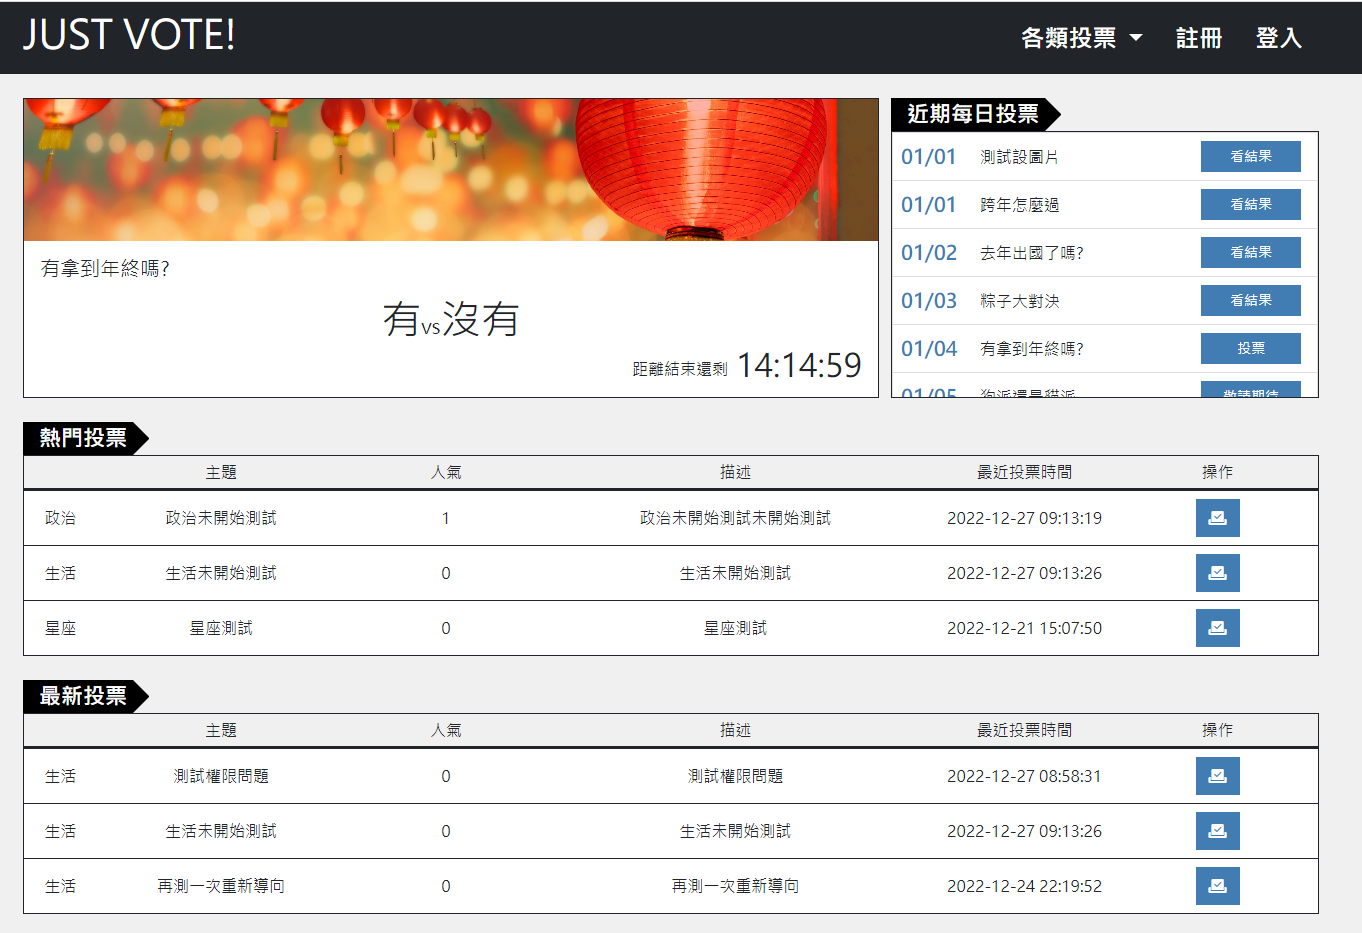 JUST VOTE!
各類投票 註冊 登入
有拿到年終嗎?
有vs沒有
距離結束還剩 14:14:59
近期每日投票
01/01 測試設圖片 看結果
01/01 跨年怎麼過 看結果
01/02 去年出國了嗎? 看結果
01/03 粽子大對決 看結果
01/04 有拿到年終嗎? 投票
01/05 狗派還是貓派 敬請期待
熱門投票
主題 人氣 描述 最近投票時間 操作
政治 政治未開始測試 1 政治未開始測試未開始測試 2022-12-27 09:13:19
生活 生活未開始測試 0 生活未開始測試 2022-12-27 09:13:26
星座 星座測試 0 星座測試 2022-12-21 15:07:50
最新投票
主題 人氣 描述 最近投票時間 操作
生活 測試權限問題 0 測試權限問題 2022-12-27 08:58:31
生活 生活未開始測試 0 生活未開始測試 2022-12-27 09:13:26
生活 再測一次重新導向 0 再測一次重新導向 2022-12-24 22:19:52